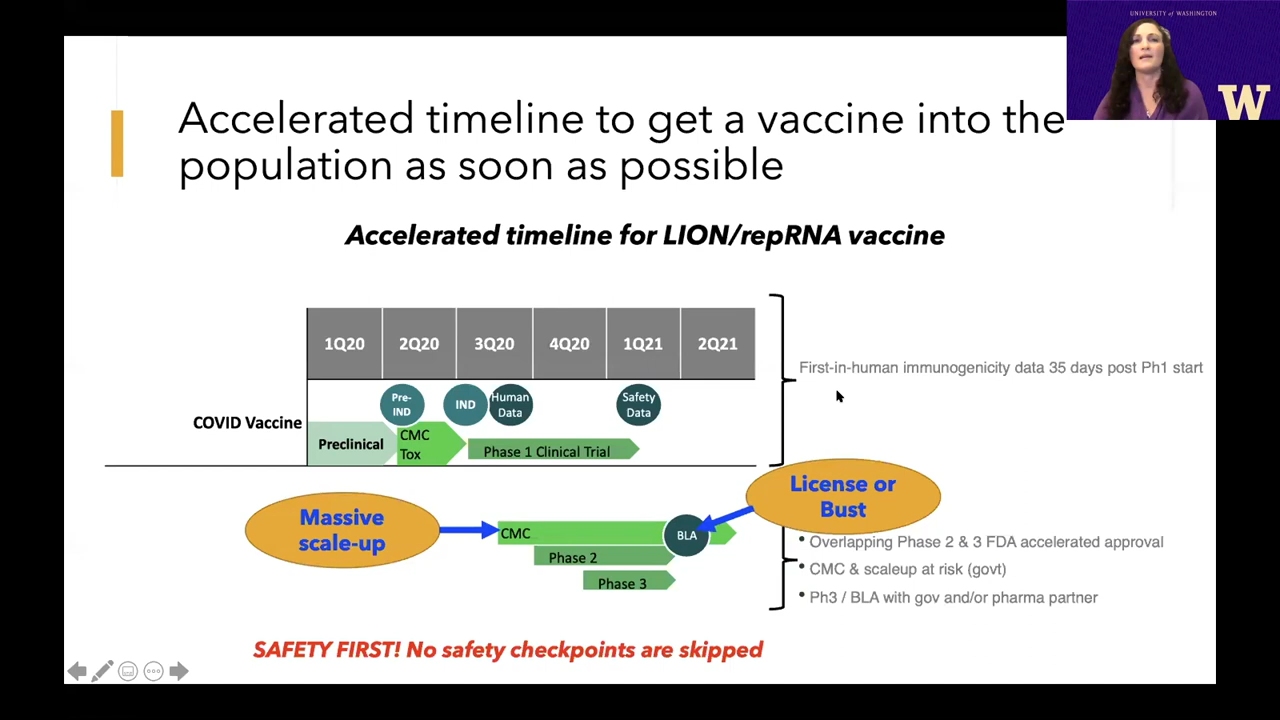 UNIVERSITY of WASHINGTON
W
Accelerated timeline to get a vaccine into the
population as soon as possible
Accelerated timeline for LION/repRNA vaccine
1Q20 2Q20 3Q20 4Q20 1Q21 2Q21
First-in-human immunogenicity data 35 days post Ph1 start
Pre-
IND
IND
Human
Data
Safety
Data
COVID Vaccine
Preclinical
CMC
Tox
Phase 1 Clinical Trial
Massive
scale-up
License or
Bust
CMC
BLA
Phase 2
Phase 3
• Overlapping Phase 2 & 3 FDA accelerated approval
• CMC & scaleup at risk (govt)
• Ph3 / BLA with gov and/or pharma partner
SAFETY FIRST! No safety checkpoints are skipped